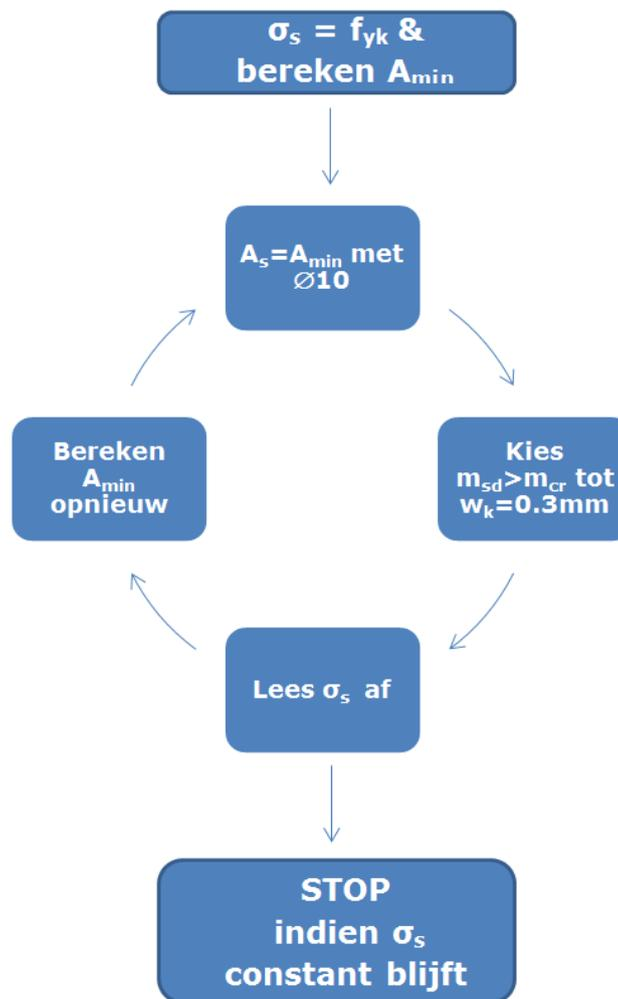 σₛ = fyk &
bereken Amin
Aₛ=Amin met
∅10
Kies
msd>mcr tot
wk=0.3mm
Bereken
Amin
opnieuw
Lees σₛ af
STOP
indien σₛ
constant blijft